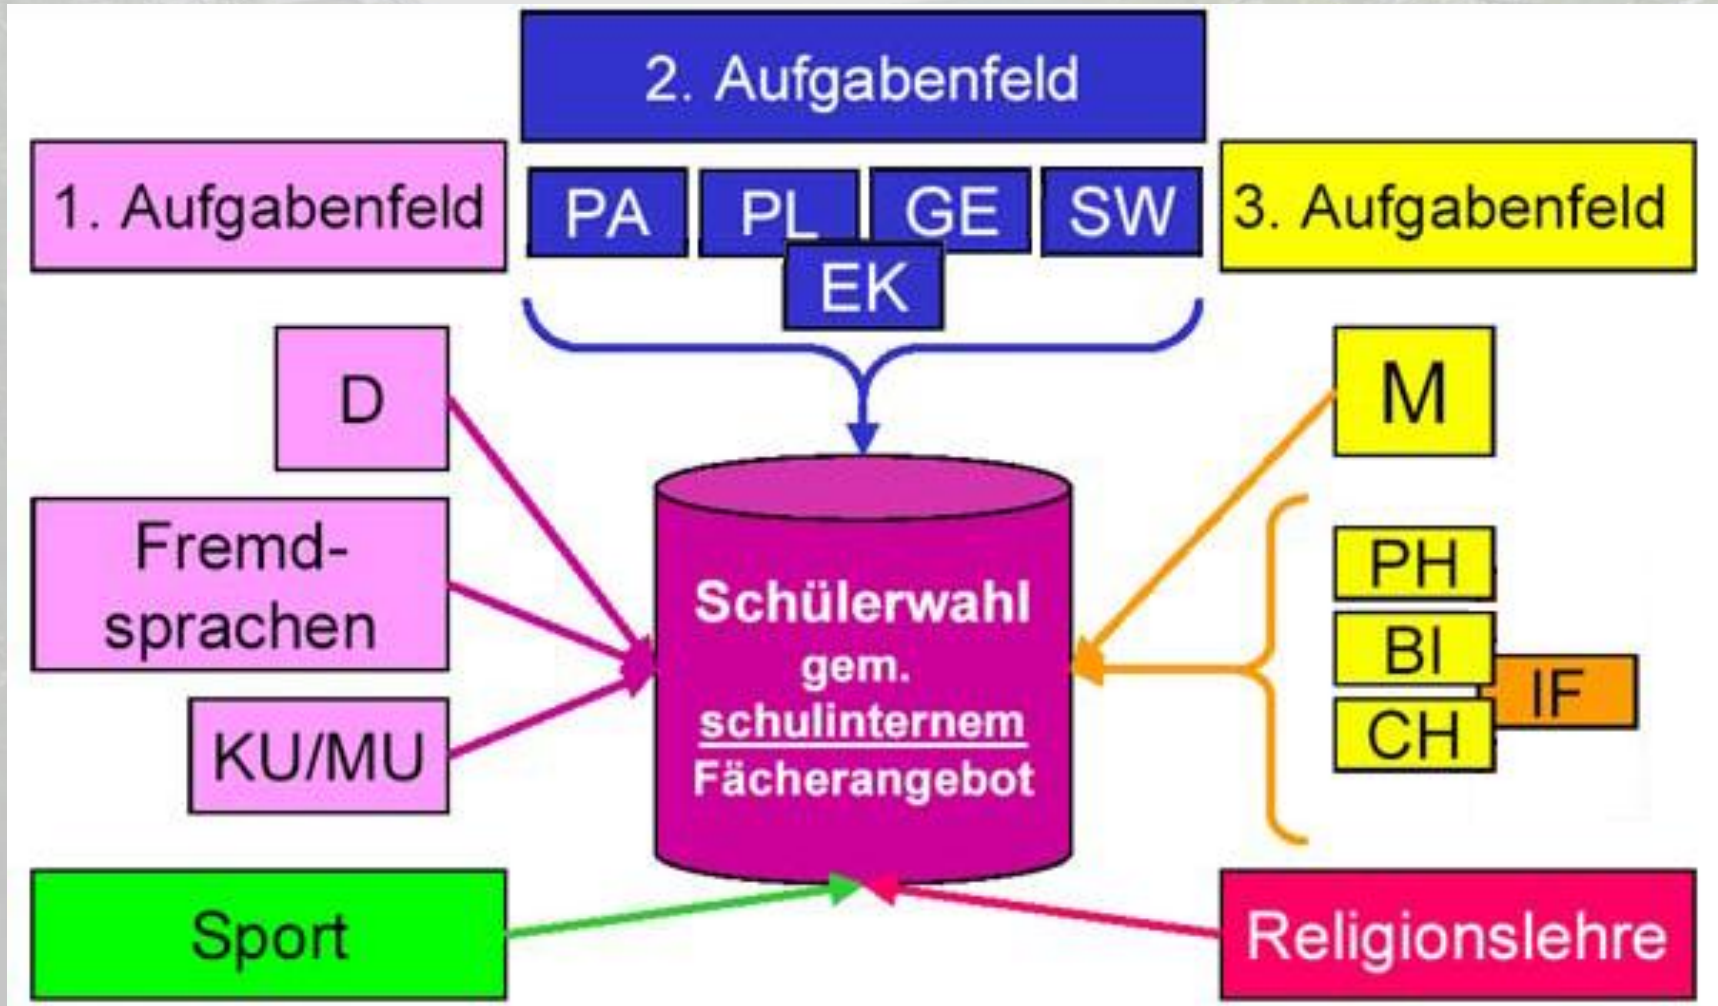 2. Aufgabenfeld
1. Aufgabenfeld
PA
PL
GE
SW
EK
3. Aufgabenfeld
D
Fremd-
sprachen
KU/MU
M
PH
BI
CH
IF
Schülerwahl
gem.
schulinternem
Fächerangebot
Sport
Religionslehre